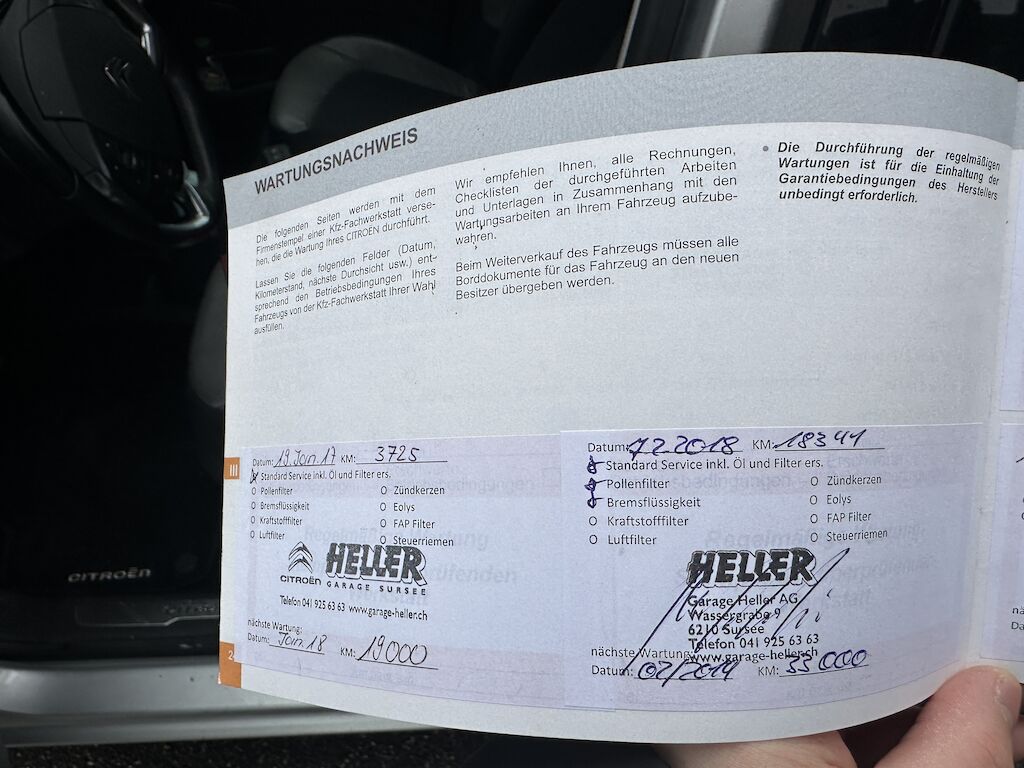 WARTUNGSNACHWEIS
Die folgenden Seiten werden mit dem
Firmenstempel einer Kfz-Fachwerkstatt verse-
hen, die die Wartung Ihres CITROËN durchführt.
Lassen Sie die folgenden Felder (Datum,
Kilometerstand, nächste Durchsicht usw.) ent-
sprechend den Betriebsbedingungen Ihres
Fahrzeugs von der Kfz-Fachwerkstatt Ihrer Wahl
ausfüllen.
Wir empfehlen Ihnen, alle Rechnungen,
Checklisten der durchgeführten Arbeiten
und Unterlagen in Zusammenhang mit den
Wartungsarbeiten an Ihrem Fahrzeug aufzube-
wahren.
Beim Weiterverkauf des Fahrzeugs müssen alle
Borddokumente für das Fahrzeug an den neuen
Besitzer übergeben werden.
• Die Durchführung der regelmäßigen
Wartungen ist für die Einhaltung der
Garantiebedingungen des Herstellers
unbedingt erforderlich.
III
Datum: 19. Jan. 17 KM: 3725
Standard Service inkl. Öl und Filter ers.
O Pollenfilter O Zündkerzen
O Bremsflüssigkeit O Eolys
O Kraftstofffilter O FAP Filter
O Luftfilter O Steuerriemen
CITROËN HELLER
GARAGE SURSEE
Telefon 041 925 63 63 www.garage-heller.ch
nächste Wartung:
Datum: Jan. 18 KM: 19000
2
Datum: 7.2.2018 KM: 18341
Standard Service inkl. Öl und Filter ers.
Pollenfilter O Zündkerzen
Bremsflüssigkeit O Eolys
O Kraftstofffilter O FAP Filter
O Luftfilter O Steuerriemen
HELLER
Garage Heller AG
Wassergrabe 9
6210 Sursee
Telefon 041 925 63 63
www.garage-heller.ch
nächste Wartung:
Datum: 02/2019 KM: 33000
CITROËN